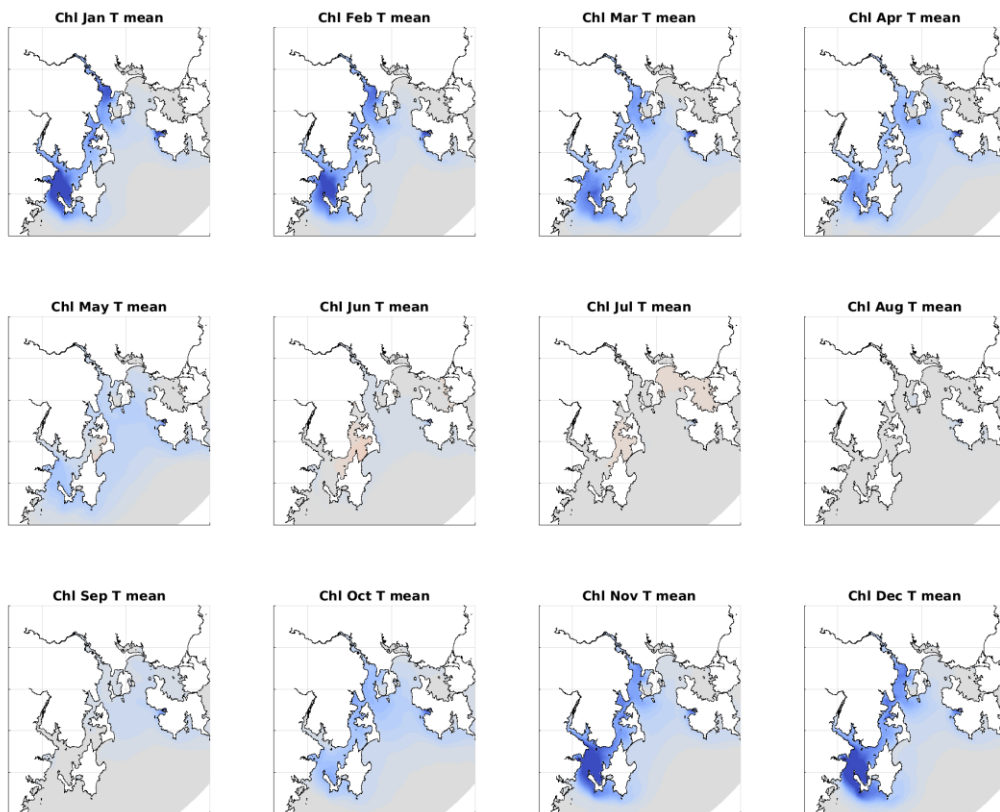 Chl Jan T mean
Chl Feb T mean
Chl Mar T mean
Chl Apr T mean
Chl May T mean
Chl Jun T mean
Chl Jul T mean
Chl Aug T mean
Chl Sep T mean
Chl Oct T mean
Chl Nov T mean
Chl Dec T mean